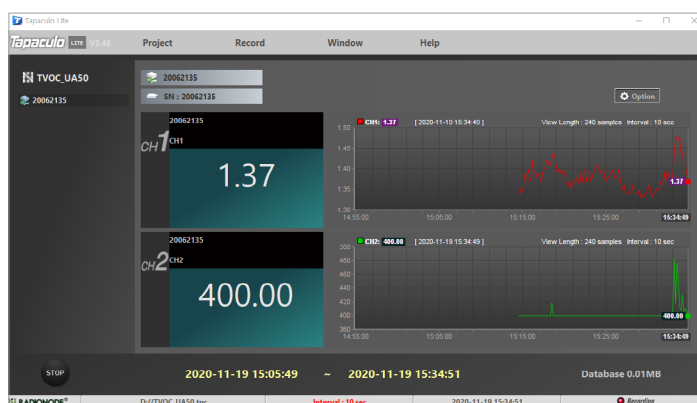 Tapaculo Lite
Tapaculo LITE V3.49 Project Record Window Help
TVOC_UA50
20062135
20062135
SN : 20062135
Option
CH1
20062135
CH1
1.37
CH1: 1.37 [ 2020-11-19 15:34:49 ] View Length : 240 samples Interval : 10 sec
1.50
1.45
1.40
1.35
1.30
1.37
14:55:00 15:05:00 15:15:00 15:25:00 15:34:49
CH2
20062135
CH2
400.00
CH2: 400.00 [ 2020-11-19 15:34:49 ] View Length : 240 samples Interval : 10 sec
500
480
460
440
420
400
380
400.00
14:55:00 15:05:00 15:15:00 15:25:00 15:34:49
STOP
2020-11-19 15:05:49 ~ 2020-11-19 15:34:51
Database 0.01MB
RADIONODE® D://TVOC_UA50.tpc Interval : 10 sec 2020-11-19 15:34:51 Recording